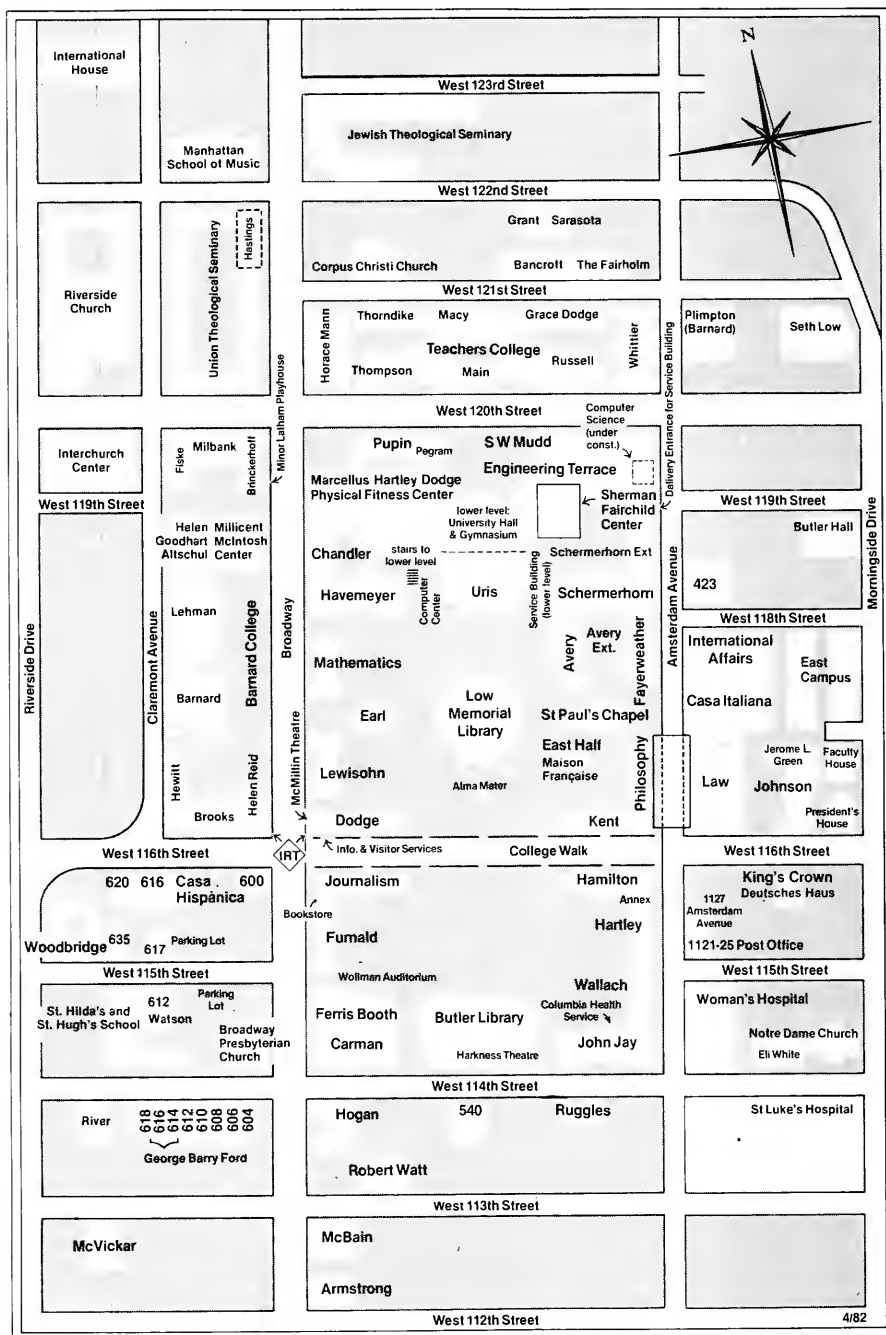 N
International
House
West 123rd Street
Jewish Theological Seminary
Manhattan
School of Music
West 122nd Street
Grant Sarasota
Union Theological Seminary
Hastings
Corpus Christi Church
Bancroft The Fairholm
Riverside
Church
West 121st Street
Horace Mann
Thorndike Macy Grace Dodge
Teachers College
Thompson Main Russell
Whittier
Plimpton
(Barnard)
Seth Low
Minor Latham Playhouse
Dalivery Entrance for Service Building
West 120th Street
Interchurch
Center
Fiske
Milbank
Brinckerhoff
Pupin
Pegram
S W Mudd
Computer
Science
(under
const.)
Engineering Terrace
Marcellus Hartley Dodge
Physical Fitness Center
Sherman
Fairchild
Center
West 119th Street
West 119th Street
Helen Millicent
Goodhart McIntosh
Altschul Center
lower level:
University Hall
& Gymnasium
Butler Hall
Chandler
stairs to
lower level
Schermerhorn Ext
Havemeyer
Computer
Center
Uris
Service Building
(lower level)
Schermerhorn
423
Lehman
West 118th Street
Riverside Drive
Claremont Avenue
Barnard College
Broadway
Amsterdam Avenue
Morningside Drive
Mathematics
Avery
Avery
Ext.
Fayerweather
International
Affairs
East
Campus
Barnard
Earl
Low
Memorial
Library
St Paul's Chapel
Casa Italiana
East Half
Maison
Française
Philosophy
Jerome L.
Green
Faculty
House
Hewitt
Helen Reid
McMillin Theatre
Lewisohn
Alma Mater
Law
Johnson
Brooks
Dodge
Kent
President's
House
West 116th Street
IRT
Info. & Visitor Services
College Walk
West 116th Street
620 616 Casa 600
Hispànica
Journalism
Hamilton
Annex
King's Crown
Deutsches Haus
1127
Amsterdam
Avenue
Bookstore
Hartley
Woodbridge 635
617 Parking Lot
Furnald
1121-25 Post Office
West 115th Street
Wollman Auditorium
West 115th Street
St. Hilda's and
St. Hugh's School
612
Watson
Parking
Lot
Broadway
Presbyterian
Church
Wallach
Columbia Health
Service
Woman's Hospital
Ferris Booth
Butler Library
Notre Dame Church
Eli White
Carman
Harkness Theatre
John Jay
West 114th Street
River
618
616
614
612
610
608
606
604
George Barry Ford
Hogan
540
Ruggles
St Luke's Hospital
Robert Watt
West 113th Street
McVickar
McBain
Armstrong
West 112th Street
4/82